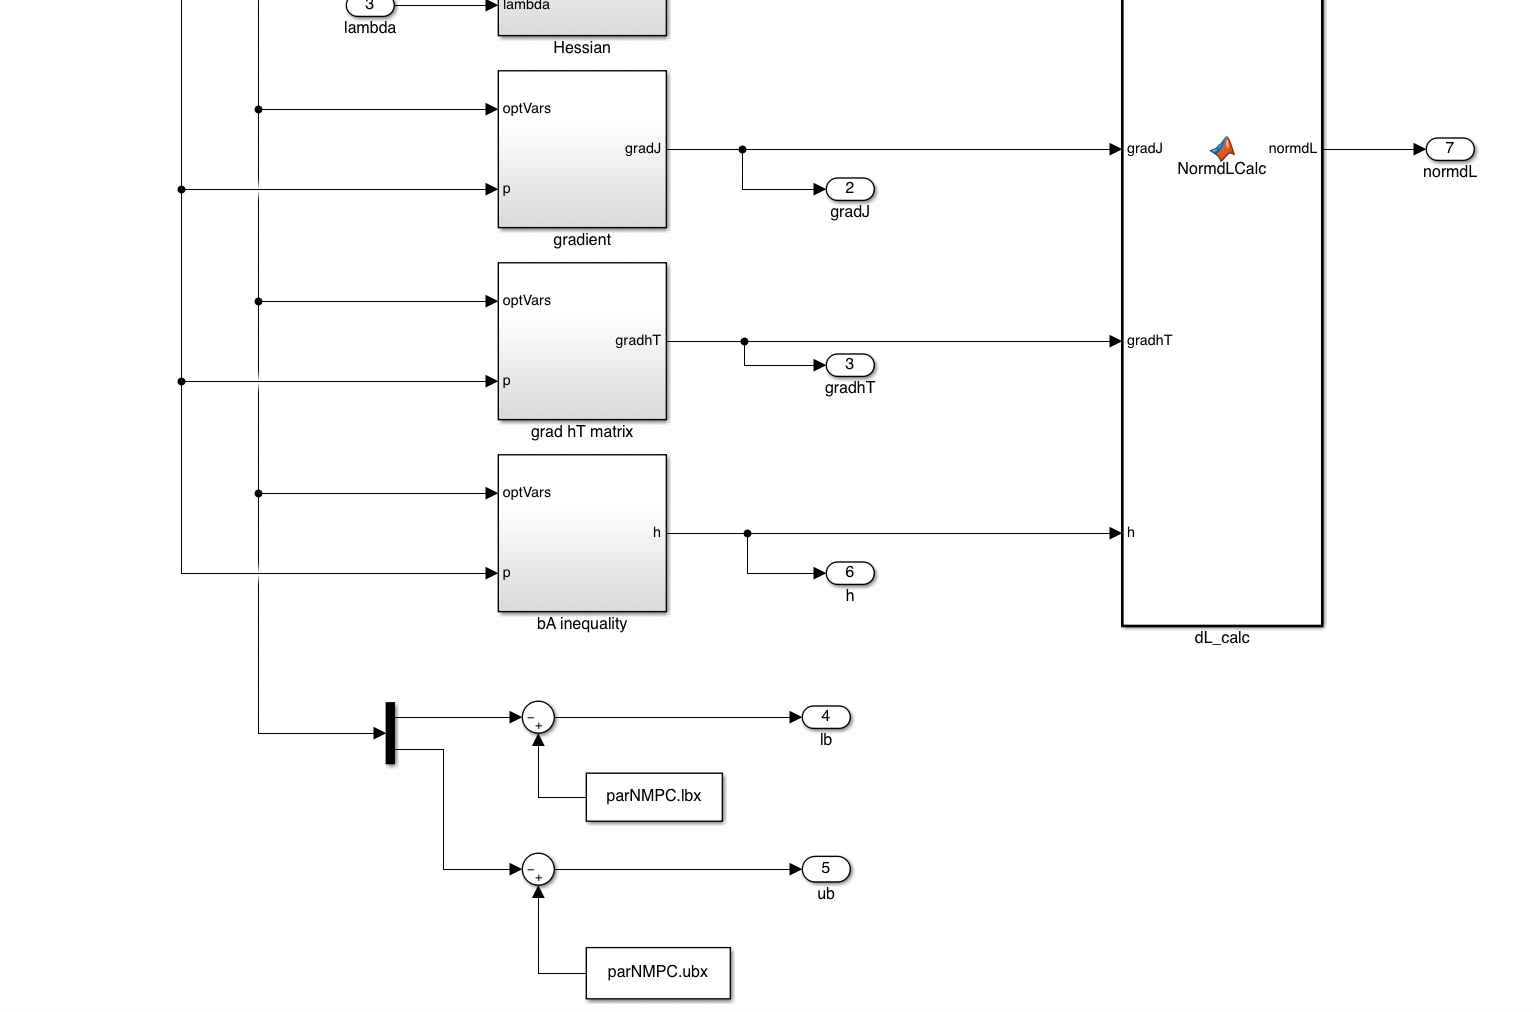 3
lambda
lambda
Hessian
optVars
gradJ
p
gradient
2
gradJ
gradJ
NormdLCalc
normdL
7
normdL
optVars
gradhT
p
grad hT matrix
3
gradhT
gradhT
optVars
h
p
bA inequality
6
h
h
dL_calc
−
+
4
lb
parNMPC.lbx
−
+
5
ub
parNMPC.ubx